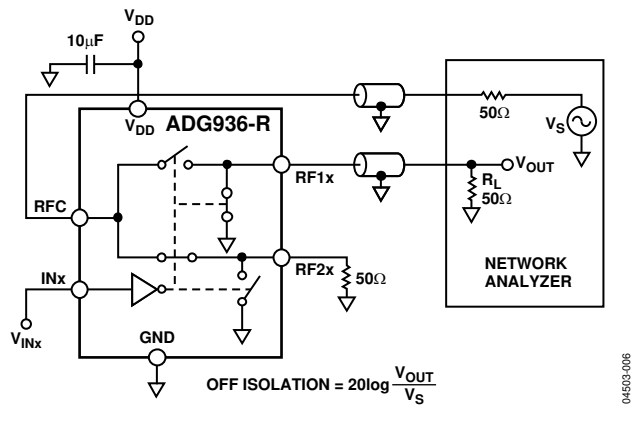 VDD
10μF
VDD
ADG936-R
50Ω
VS
RF1x
VOUT
RL
50Ω
RFC
RF2x
50Ω
INx
NETWORK
ANALYZER
VINx
GND
OFF ISOLATION = 20log VOUT
VS
04503-006